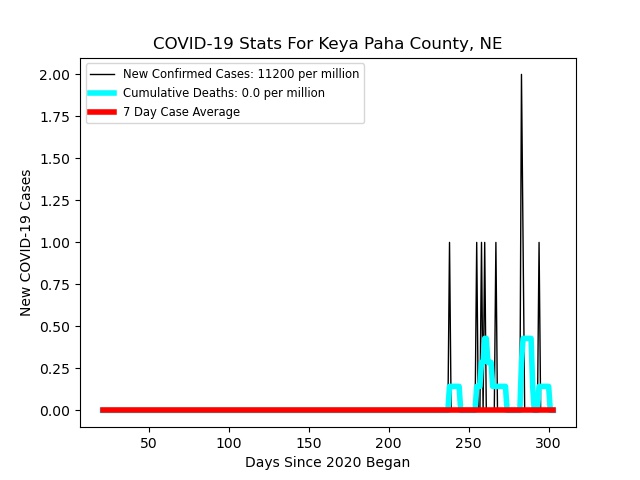 COVID-19 Stats For Keya Paha County, NE
New Confirmed Cases: 11200 per million
Cumulative Deaths: 0.0 per million
7 Day Case Average
New COVID-19 Cases
2.00
1.75
1.50
1.25
1.00
0.75
0.50
0.25
0.00
50 100 150 200 250 300
Days Since 2020 Began